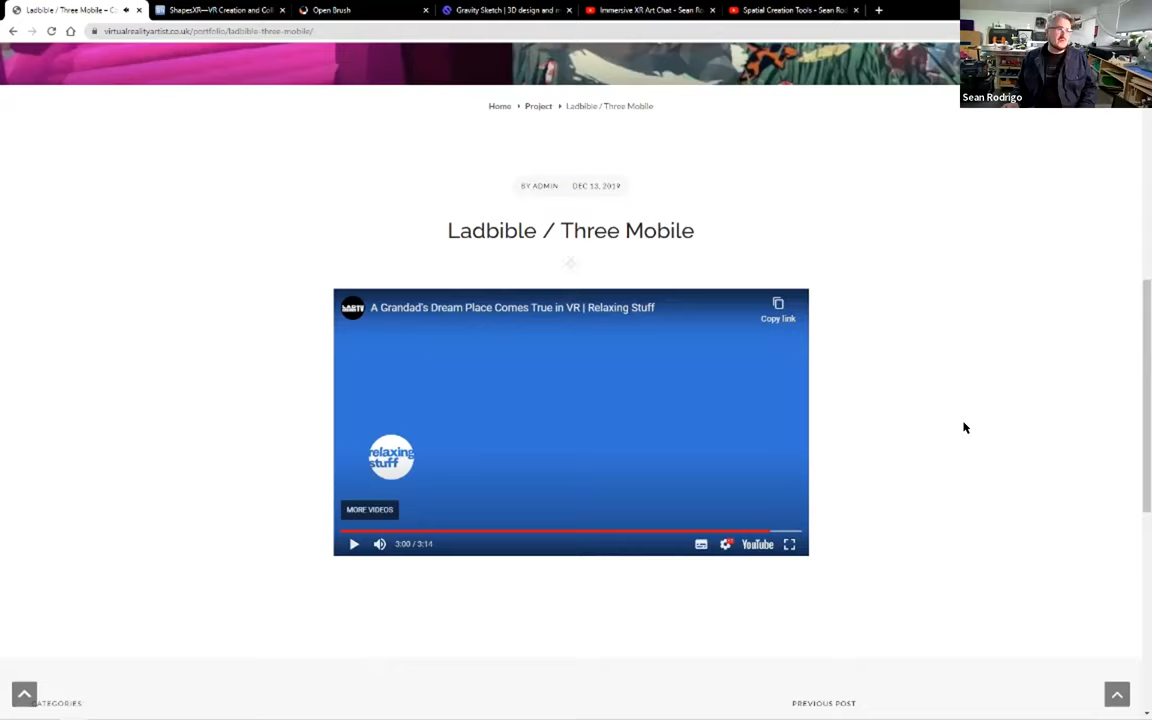 Ladbible / Three Mobile – C
ShapesXR—VR Creation and Coll
Open Brush
Gravity Sketch | 3D design and m
Immersive XR Art Chat - Sean Ro
Spatial Creation Tools - Sean Rod
virtualrealityartist.co.uk/portfolio/ladbible-three-mobile/
Sean Rodrigo
Home Project Ladbible / Three Mobile
BY ADMIN DEC 13, 2019
Ladbible / Three Mobile
A Grandad's Dream Place Comes True in VR | Relaxing Stuff
Copy link
relaxing
stuff
MORE VIDEOS
3:00 / 3:14
YouTube
CATEGORIES
PREVIOUS POST